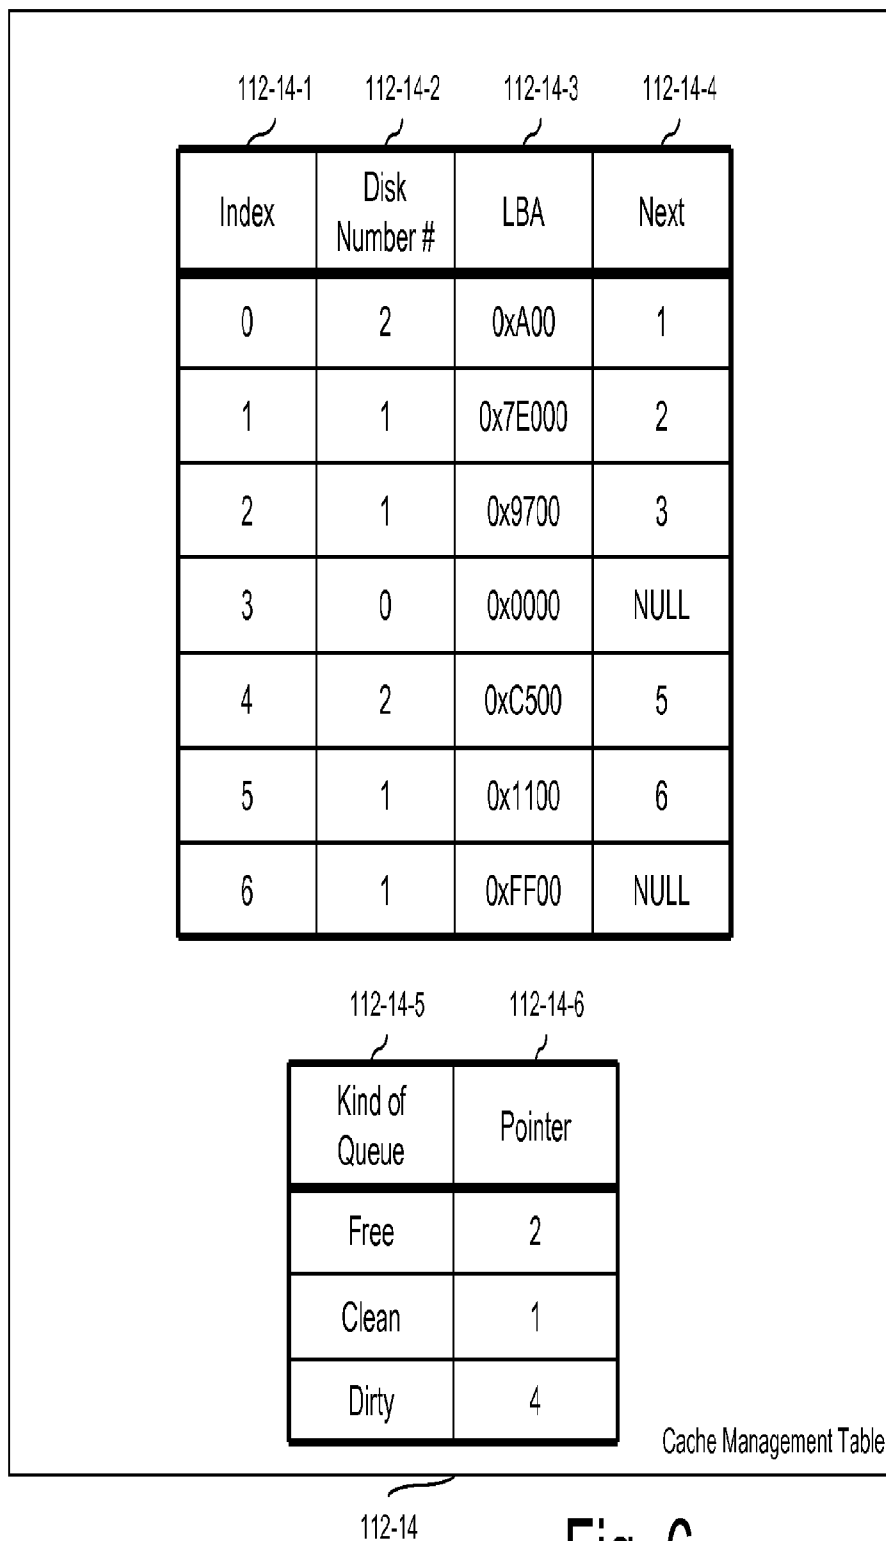 112-14-1 112-14-2 112-14-3 112-14-4
Index Disk Number # LBA Next
0 2 0xA00 1
1 1 0x7E000 2
2 1 0x9700 3
3 0 0x0000 NULL
4 2 0xC500 5
5 1 0x1100 6
6 1 0xFF00 NULL
112-14-5 112-14-6
Kind of Queue Pointer
Free 2
Clean 1
Dirty 4
Cache Management Table
112-14
Fig. 6